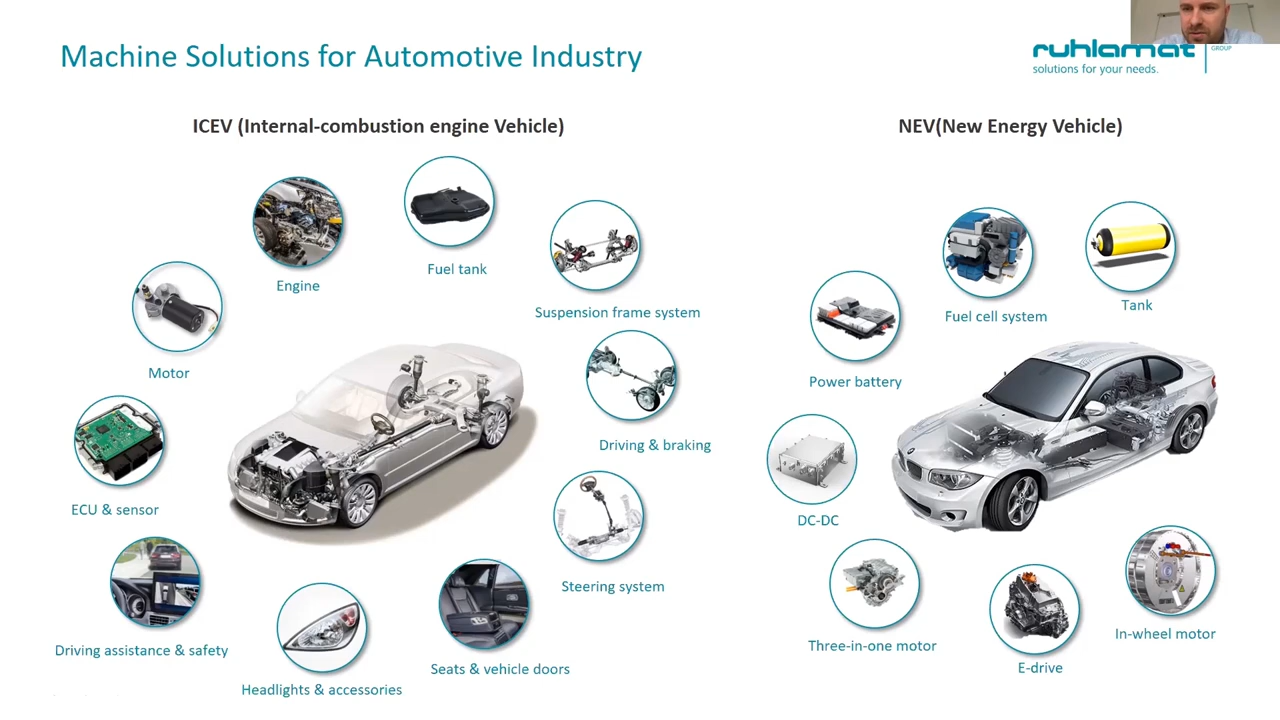 Machine Solutions for Automotive Industry
ruhlamat GROUP
solutions for your needs.
ICEV (Internal-combustion engine Vehicle)
Engine
Fuel tank
Suspension frame system
Motor
Driving & braking
ECU & sensor
Steering system
Driving assistance & safety
Headlights & accessories
Seats & vehicle doors
NEV(New Energy Vehicle)
Fuel cell system
Tank
Power battery
DC-DC
Three-in-one motor
E-drive
In-wheel motor